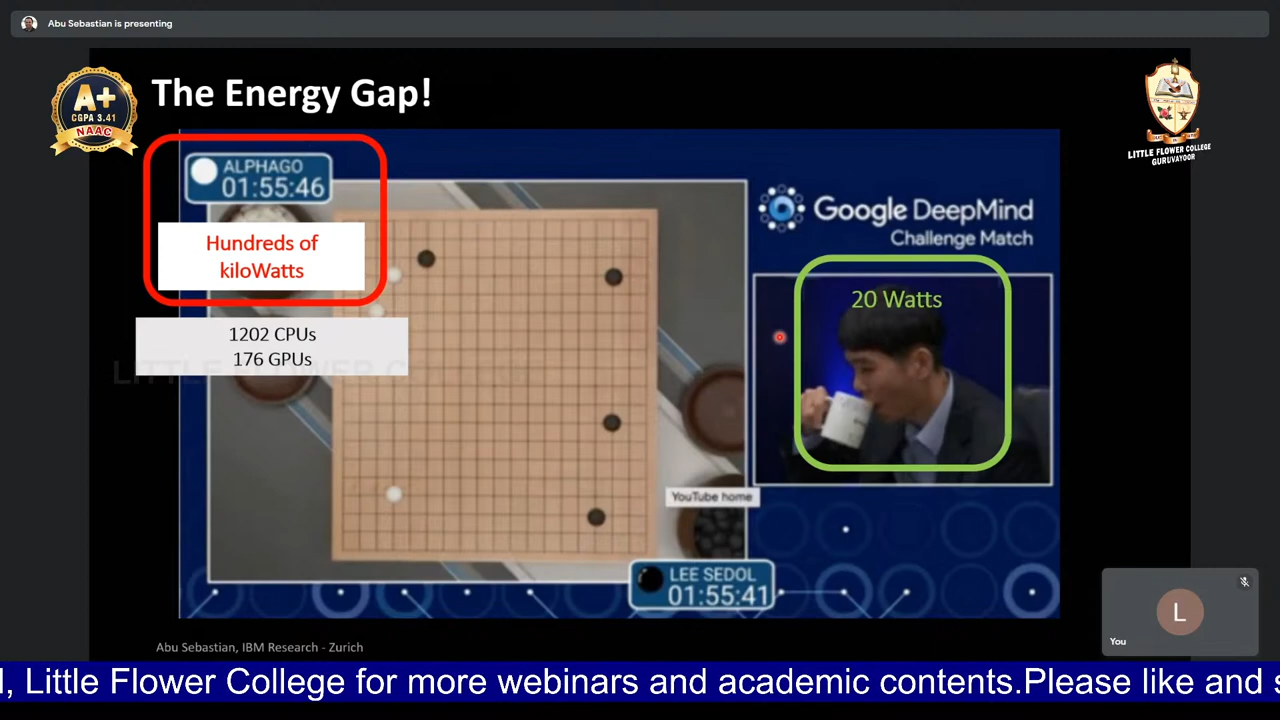 Abu Sebastian is presenting
A+
CGPA 3.41
NAAC
The Energy Gap!
LITTLE FLOWER COLLEGE
GURUVAYOOR
ALPHAGO
01:55:46
Hundreds of
kiloWatts
1202 CPUs
176 GPUs
Google DeepMind
Challenge Match
20 Watts
YouTube home
LEE SEDOL
01:55:41
L
You
Abu Sebastian, IBM Research - Zurich
, Little Flower College for more webinars and academic contents.Please like and s